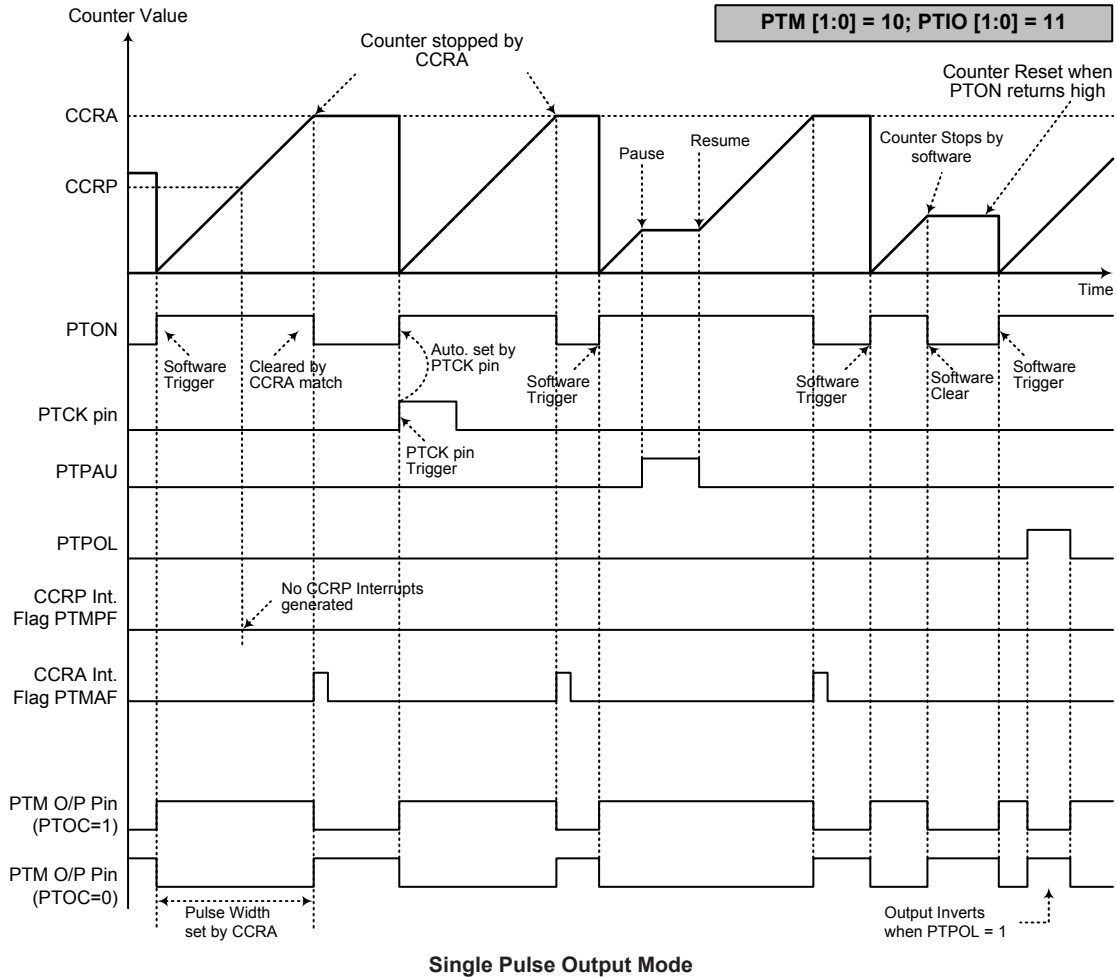 Counter Value
PTM [1:0] = 10; PTIO [1:0] = 11
Counter stopped by
CCRA
Counter Reset when
PTON returns high
CCRA
Pause
Resume
Counter Stops by
software
CCRP
Time
PTON
Software
Trigger
Cleared by
CCRA match
Auto. set by
PTCK pin
Software
Trigger
Software
Trigger
Software
Clear
Software
Trigger
PTCK pin
PTCK pin
Trigger
PTPAU
PTPOL
CCRP Int.
Flag PTMPF
No CCRP Interrupts
generated
CCRA Int.
Flag PTMAF
PTM O/P Pin
(PTOC=1)
PTM O/P Pin
(PTOC=0)
Pulse Width
set by CCRA
Output Inverts
when PTPOL = 1
Single Pulse Output Mode